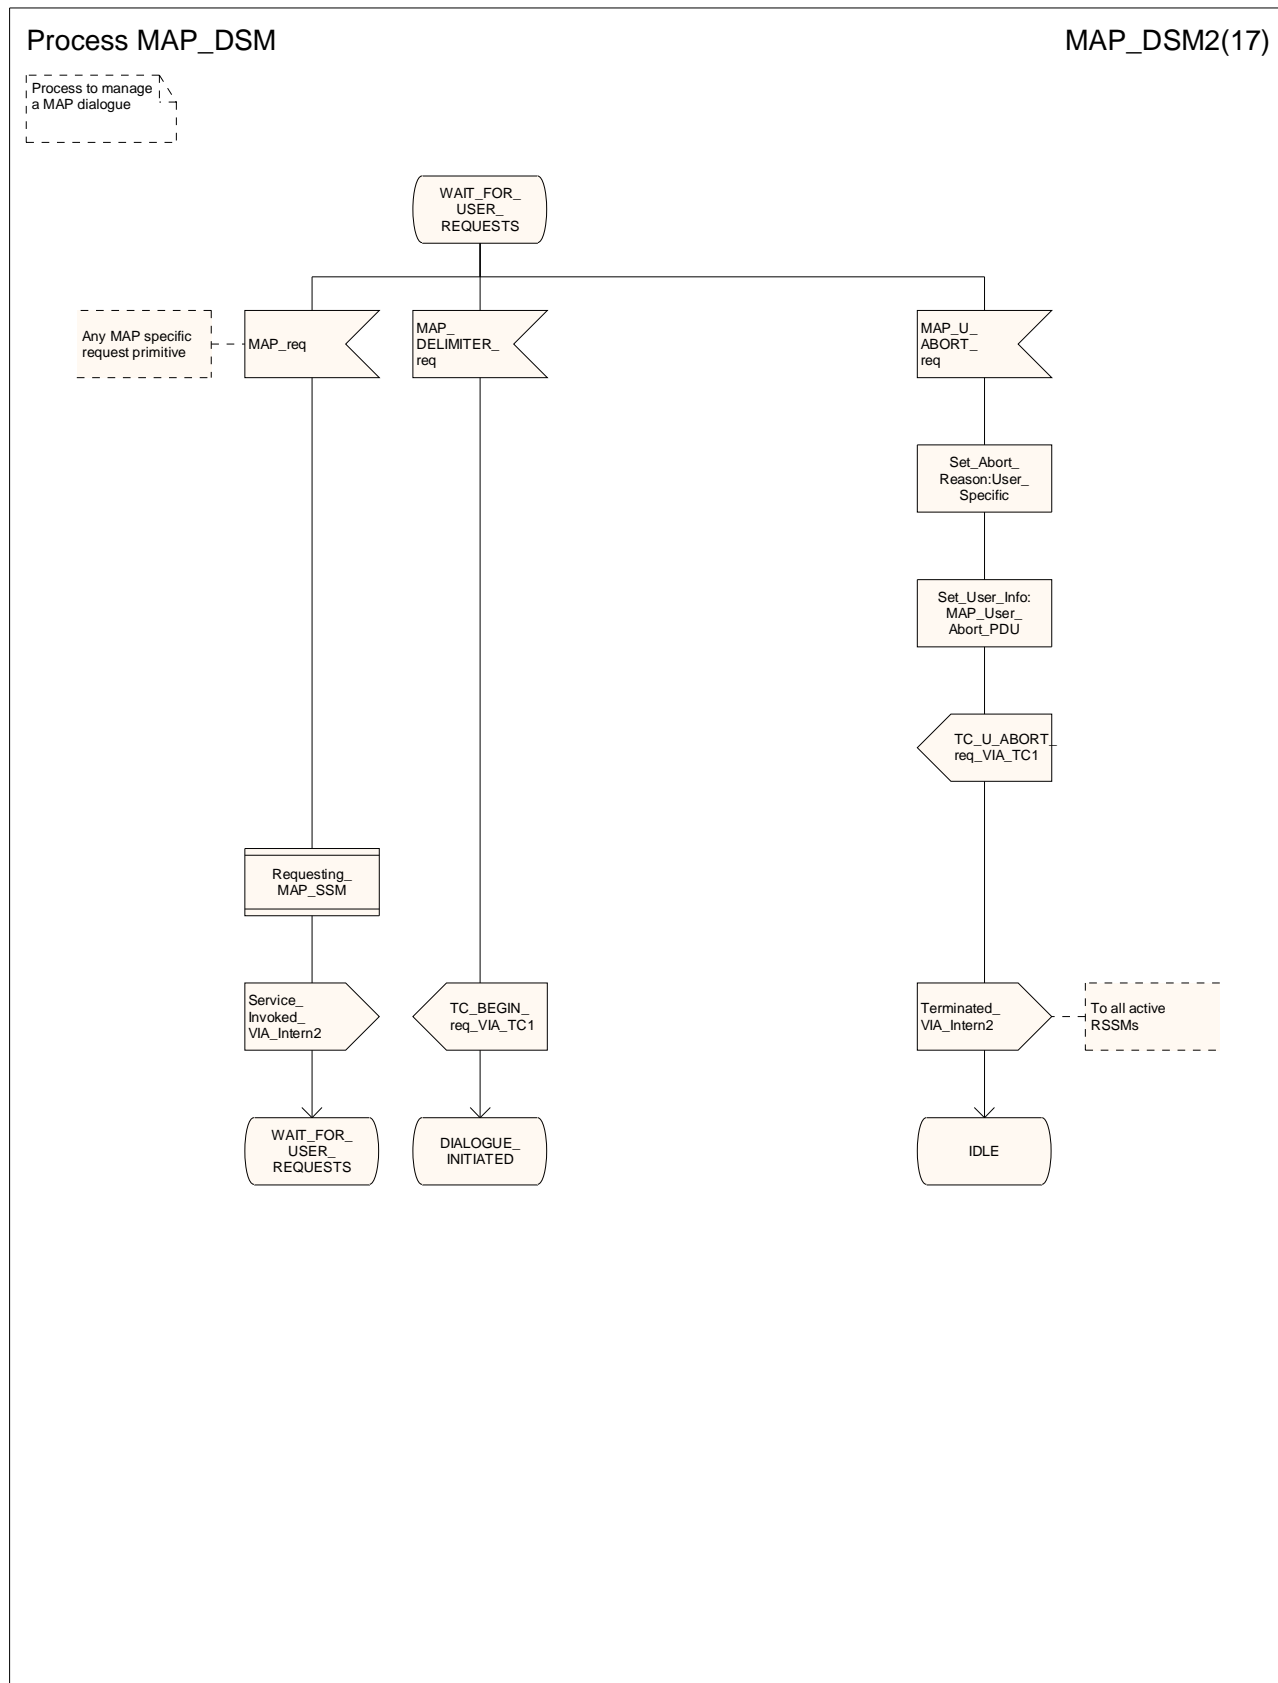 Process MAP_DSM
MAP_DSM2(17)
Process to manage
a MAP dialogue
WAIT_FOR_
USER_
REQUESTS
Any MAP specific
request primitive
MAP_req
MAP_
DELIMITER_
req
MAP_U_
ABORT_
req
Set_Abort_
Reason:User_
Specific
Set_User_Info:
MAP_User_
Abort_PDU
TC_U_ABORT_
req_VIA_TC1
Requesting_
MAP_SSM
Service_
Invoked_
VIA_Intern2
TC_BEGIN_
req_VIA_TC1
Terminated_
VIA_Intern2
To all active
RSSMs
WAIT_FOR_
USER_
REQUESTS
DIALOGUE_
INITIATED
IDLE